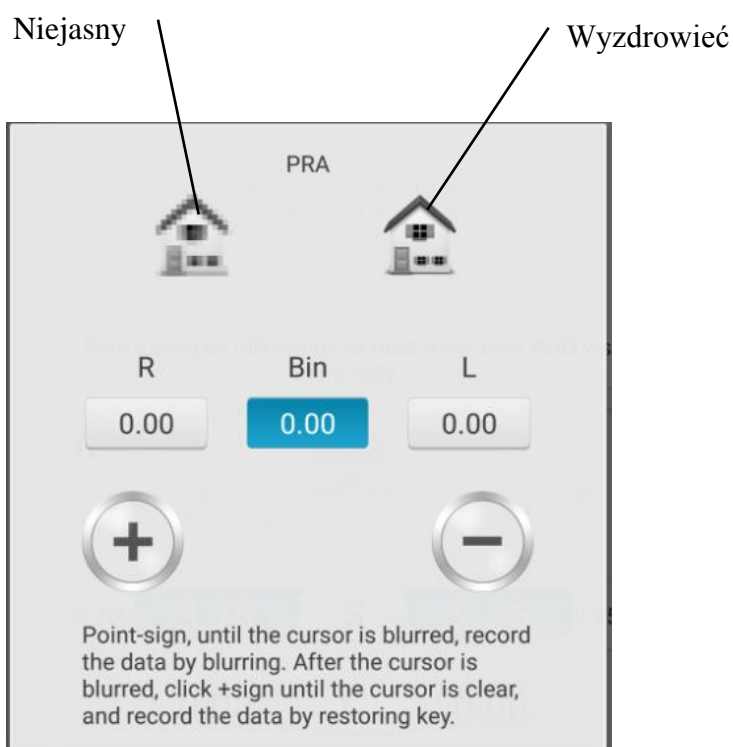 Niejasny
Wyzdrowieć
PRA
R Bin L
0.00 0.00 0.00
Point-sign, until the cursor is blurred, record
the data by blurring. After the cursor is
blurred, click +sign until the cursor is clear,
and record the data by restoring key.